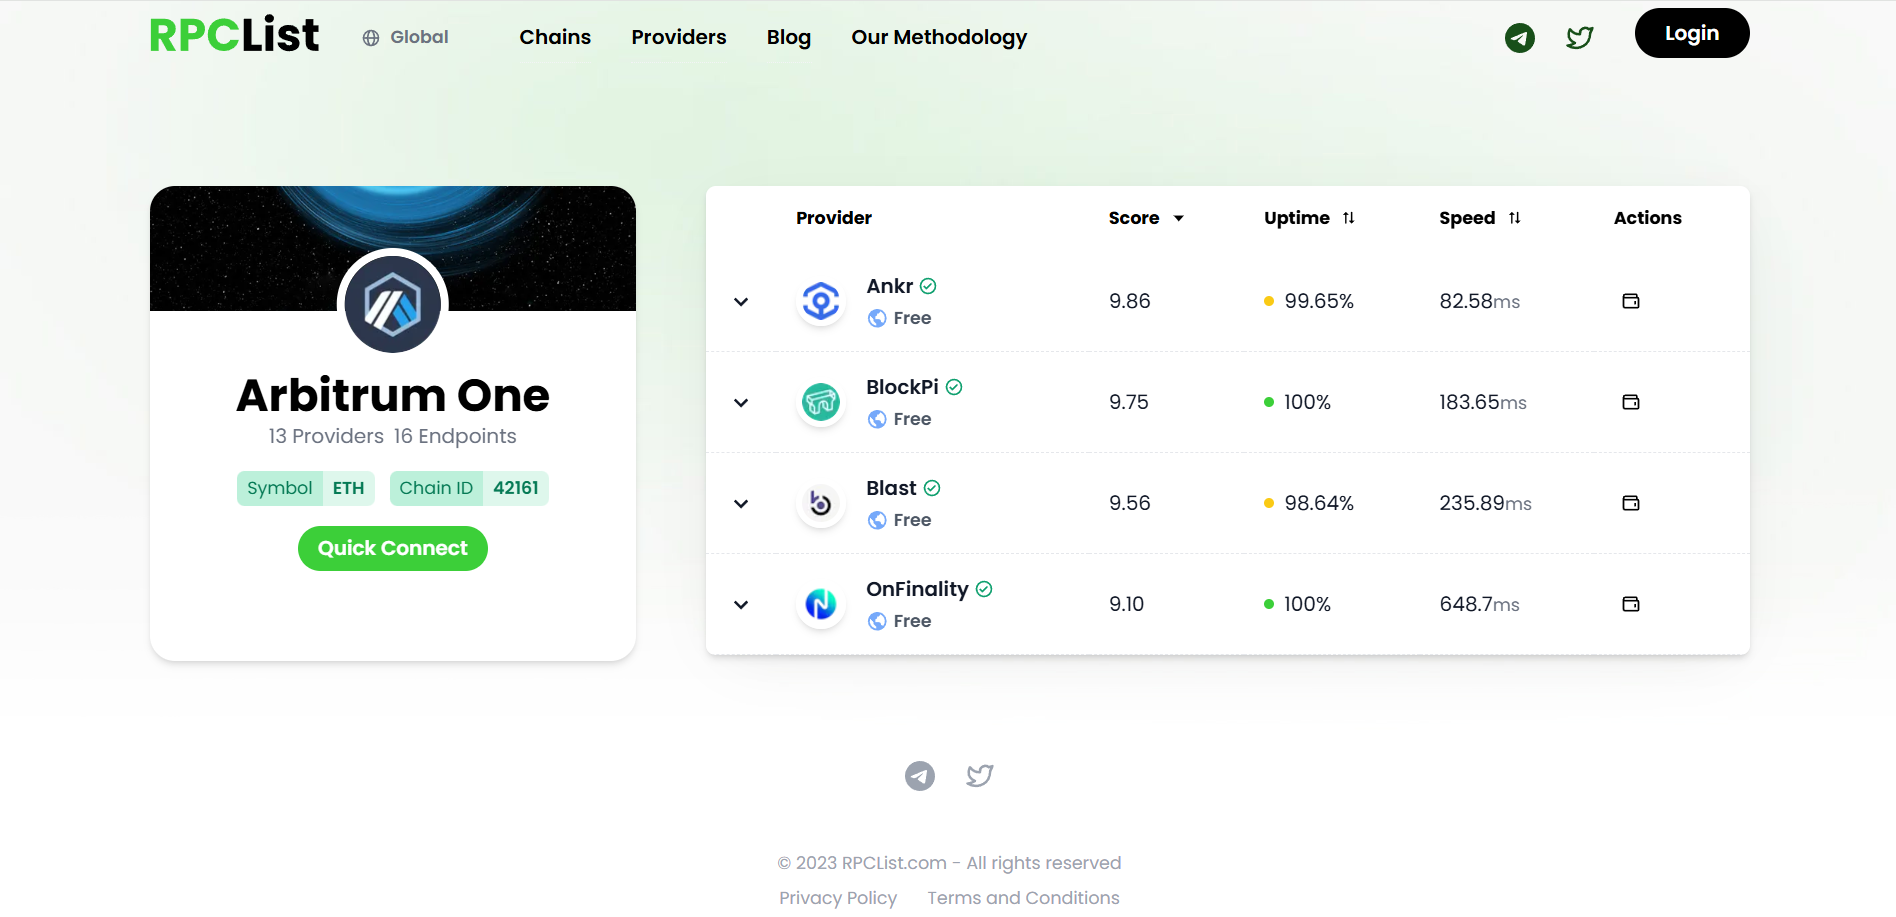 RPCList Global Chains Providers Blog Our Methodology Login
Arbitrum One
13 Providers 16 Endpoints
Symbol ETH Chain ID 42161
Quick Connect
Provider Score Uptime Speed Actions
Ankr
Free
9.86 99.65% 82.58ms
BlockPi
Free
9.75 100% 183.65ms
Blast
Free
9.56 98.64% 235.89ms
OnFinality
Free
9.10 100% 648.7ms
© 2023 RPCList.com - All rights reserved
Privacy Policy Terms and Conditions